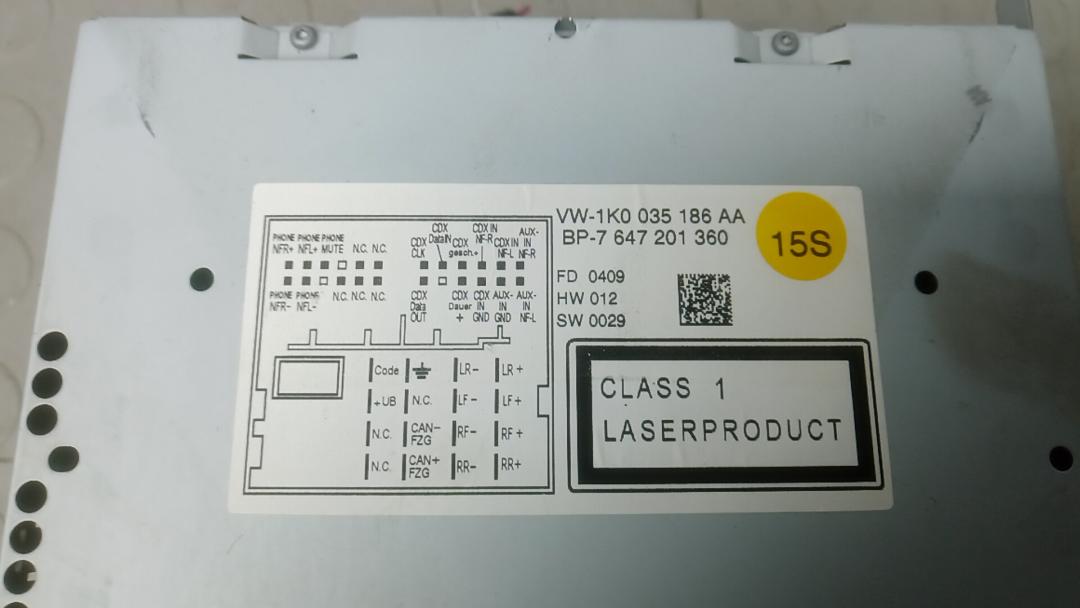 VW-1K0 035 186 AA
BP-7 647 201 360
15S
FD 0409
HW 012
SW 0029
CLASS 1
LASERPRODUCT
PHONE NFR+
PHONE NFL+
PHONE MUTE
N.C. N.C.
CDX CLK
CDX DataIN
CDX gesch.+
CDX IN NF-R
CDX IN NF-L
AUX-IN NF-R
PHONE NFR-
PHONE NFL-
N.C. N.C. N.C.
CDX Data OUT
CDX Dauer +
CDX IN GND
AUX-IN GND
AUX-IN NF-L
Code LR- LR+
+UB N.C. LF- LF+
N.C. CAN- FZG RF- RF+
N.C. CAN+ FZG RR- RR+